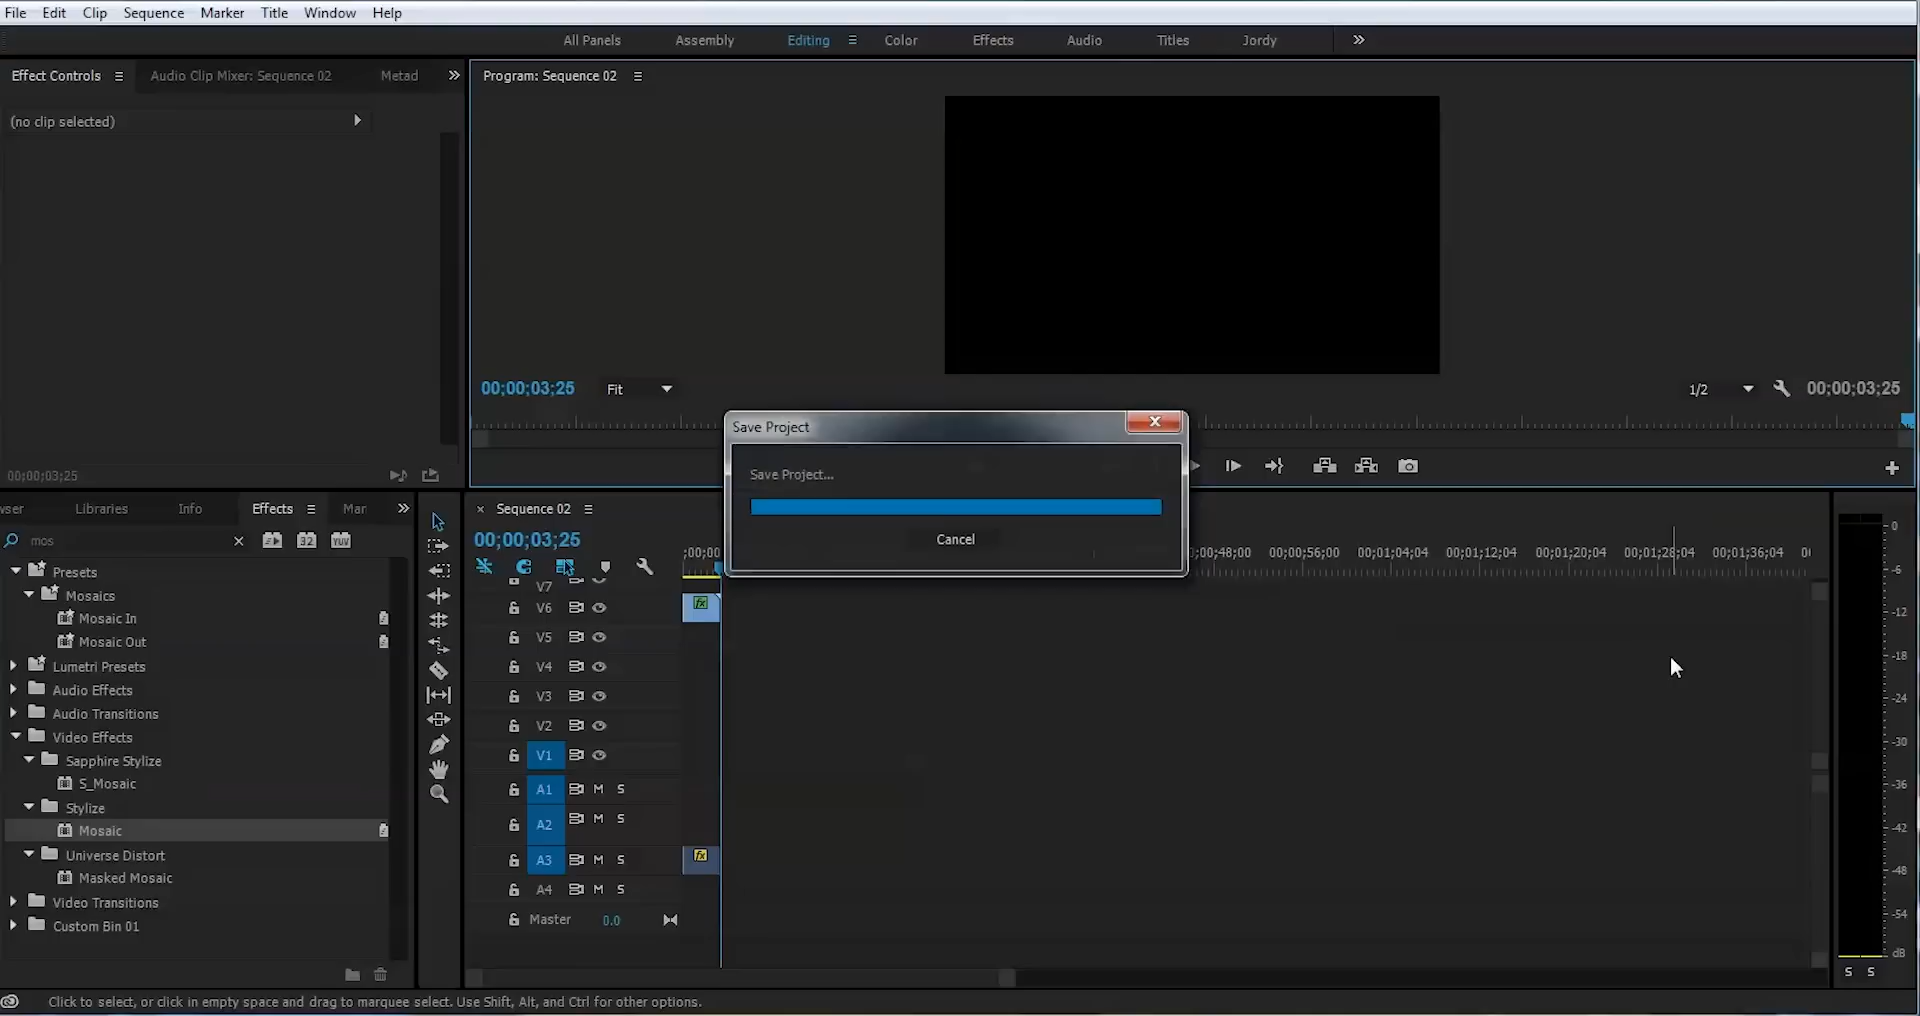 File Edit Clip Sequence Marker Title Window Help
All Panels Assembly Editing Color Effects Audio Titles Jordy
Effect Controls Audio Clip Mixer: Sequence 02 Metad
Program: Sequence 02
(no clip selected)
00;00;03;25 Fit 1/2 00;00;03;25
00;00;03;25
Save Project
Save Project...
Cancel
wser Libraries Info Effects Mar
mos 32 YUV
Presets
Mosaics
Mosaic In
Mosaic Out
Lumetri Presets
Audio Effects
Audio Transitions
Video Effects
Sapphire Stylize
S_Mosaic
Stylize
Mosaic
Universe Distort
Masked Mosaic
Video Transitions
Custom Bin 01
Sequence 02
00;00;03;25
;00;00 0;00;48;00 00;00;56;00 00;01;04;04 00;01;12;04 00;01;20;04 00;01;28;04 00;01;36;04 00
V7
V6 fx
V5
V4
V3
V2
V1
A1 M S
A2 M S
A3 M S fx
A4 M S
Master 0.0
0
-6
-12
-18
-24
-30
-36
-42
-48
-54
dB
S S
Click to select, or click in empty space and drag to marquee select. Use Shift, Alt, and Ctrl for other options.